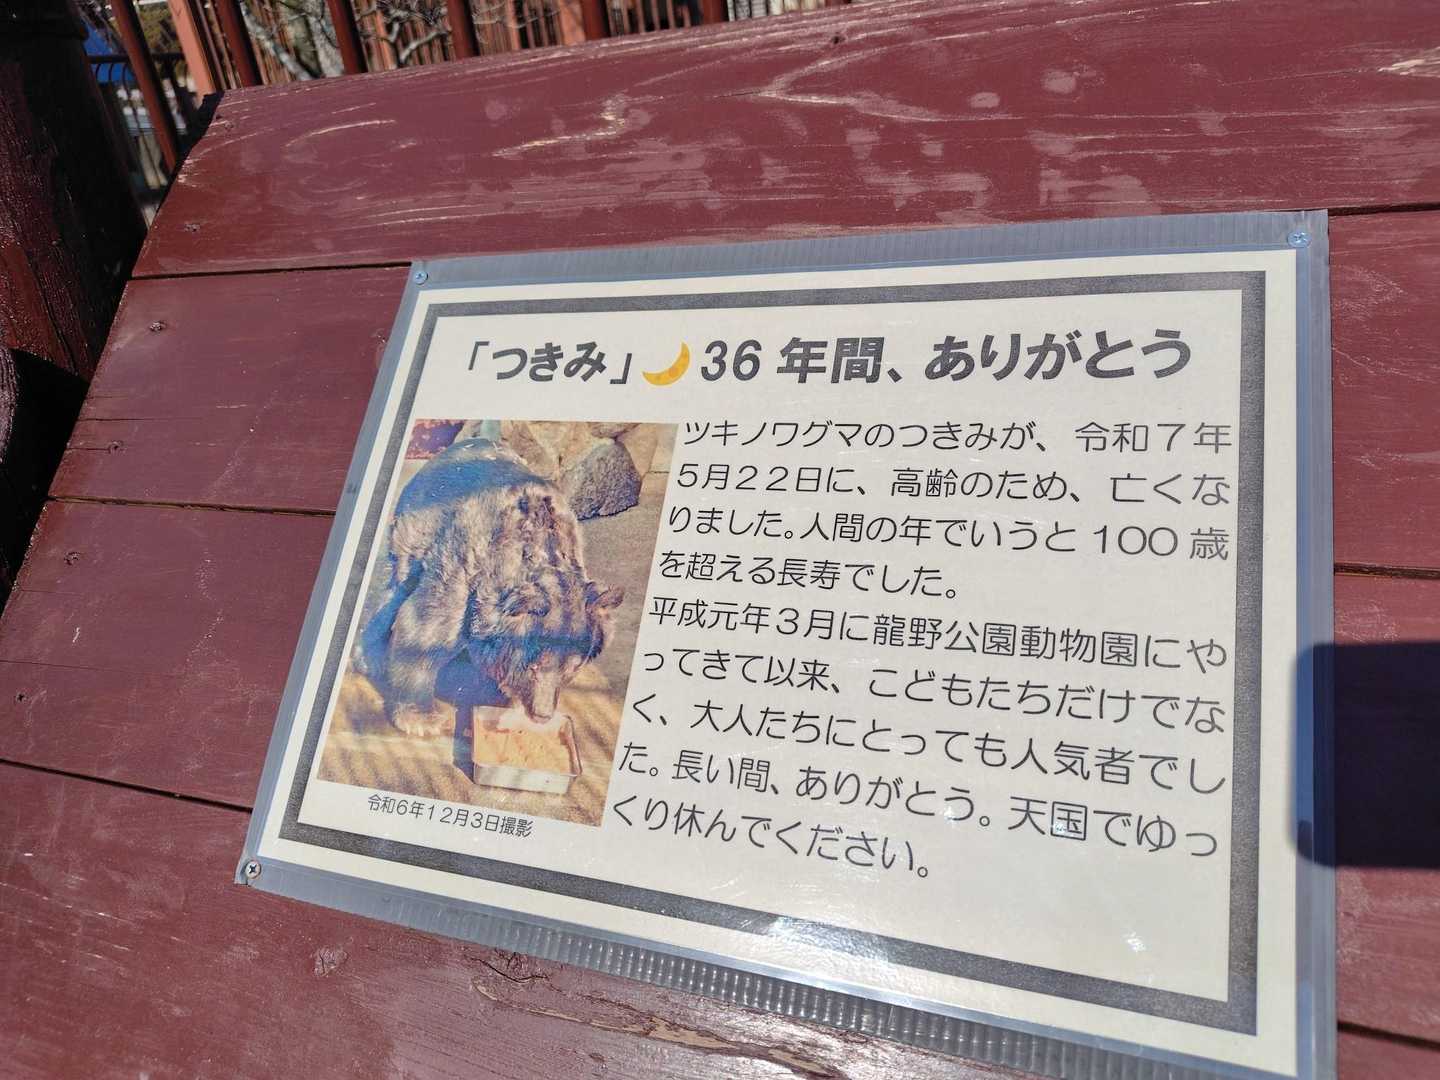 「つきみ」🌙36年間、ありがとう
ツキノワグマのつきみが、令和７年
５月２２日に、高齢のため、亡くな
りました。人間の年でいうと100歳
を超える長寿でした。
平成元年３月に龍野公園動物園にや
ってきて以来、こどもたちだけでな
く、大人たちにとっても人気者でし
た。長い間、ありがとう。天国でゆっ
くり休んでください。
令和６年１２月３日撮影